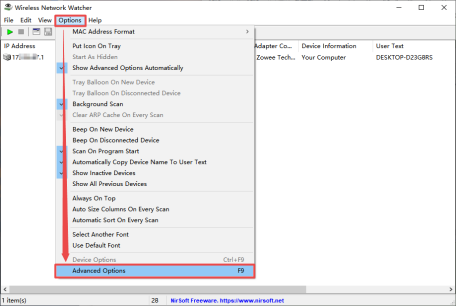 Wireless Network Watcher
File Edit View Options Help
IP Address
Adapter Co... Device Information User Text
Zowee Tech... Your Computer DESKTOP-D23G8RS
MAC Address Format
Put Icon On Tray
Start As Hidden
Show Advanced Options Automatically
Tray Balloon On New Device
Tray Balloon On Disconnected Device
Background Scan
Clear ARP Cache On Every Scan
Beep On New Device
Beep On Disconnected Device
Scan On Program Start
Automatically Copy Device Name To User Text
Show Inactive Devices
Show All Previous Devices
Always On Top
Auto Size Columns On Every Scan
Automatic Sort On Every Scan
Select Another Font
Use Default Font
Device Options Ctrl+F9
Advanced Options F9
1 item(s) 28 NirSoft Freeware. https://www.nirsoft.net